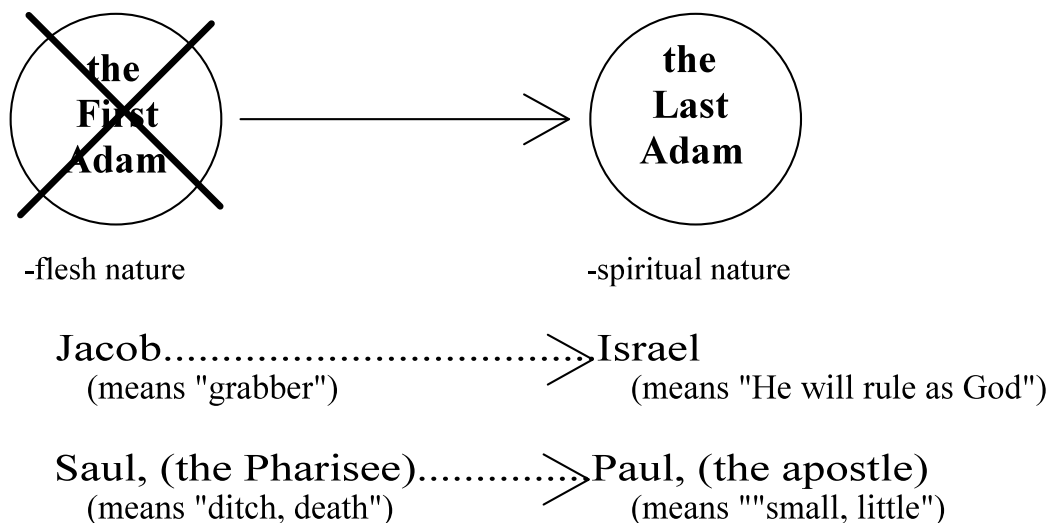 the
First
Adam
the
Last
Adam
-flesh nature
-spiritual nature
Jacob.....................................Israel
(means "grabber")
(means "He will rule as God")
Saul, (the Pharisee)...............Paul, (the apostle)
(means "ditch, death")
(means ""small, little")